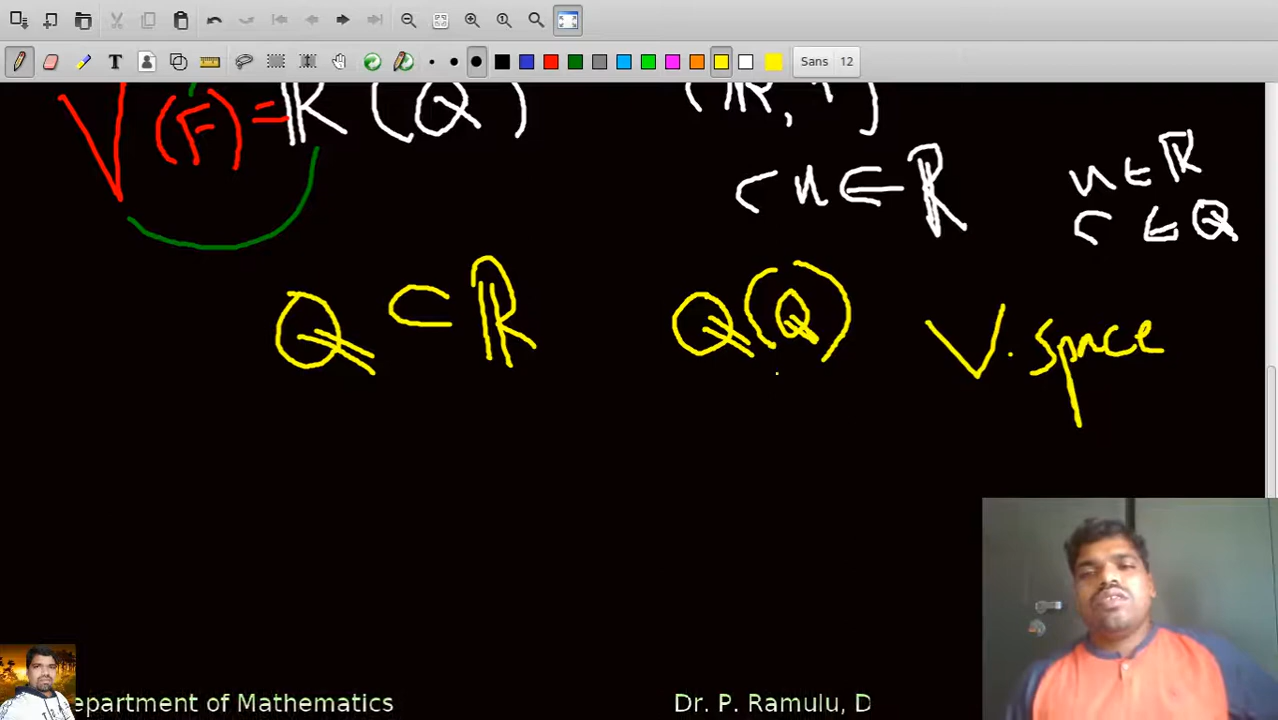 Sans 12
V (F) = ℝ (Q)
(ℝ, +)
c u ∈ ℝ
u ∈ ℝ
c ∈ Q
Q ⊂ ℝ
Q(Q) V. space
epartment of Mathematics
Dr. P. Ramulu, D